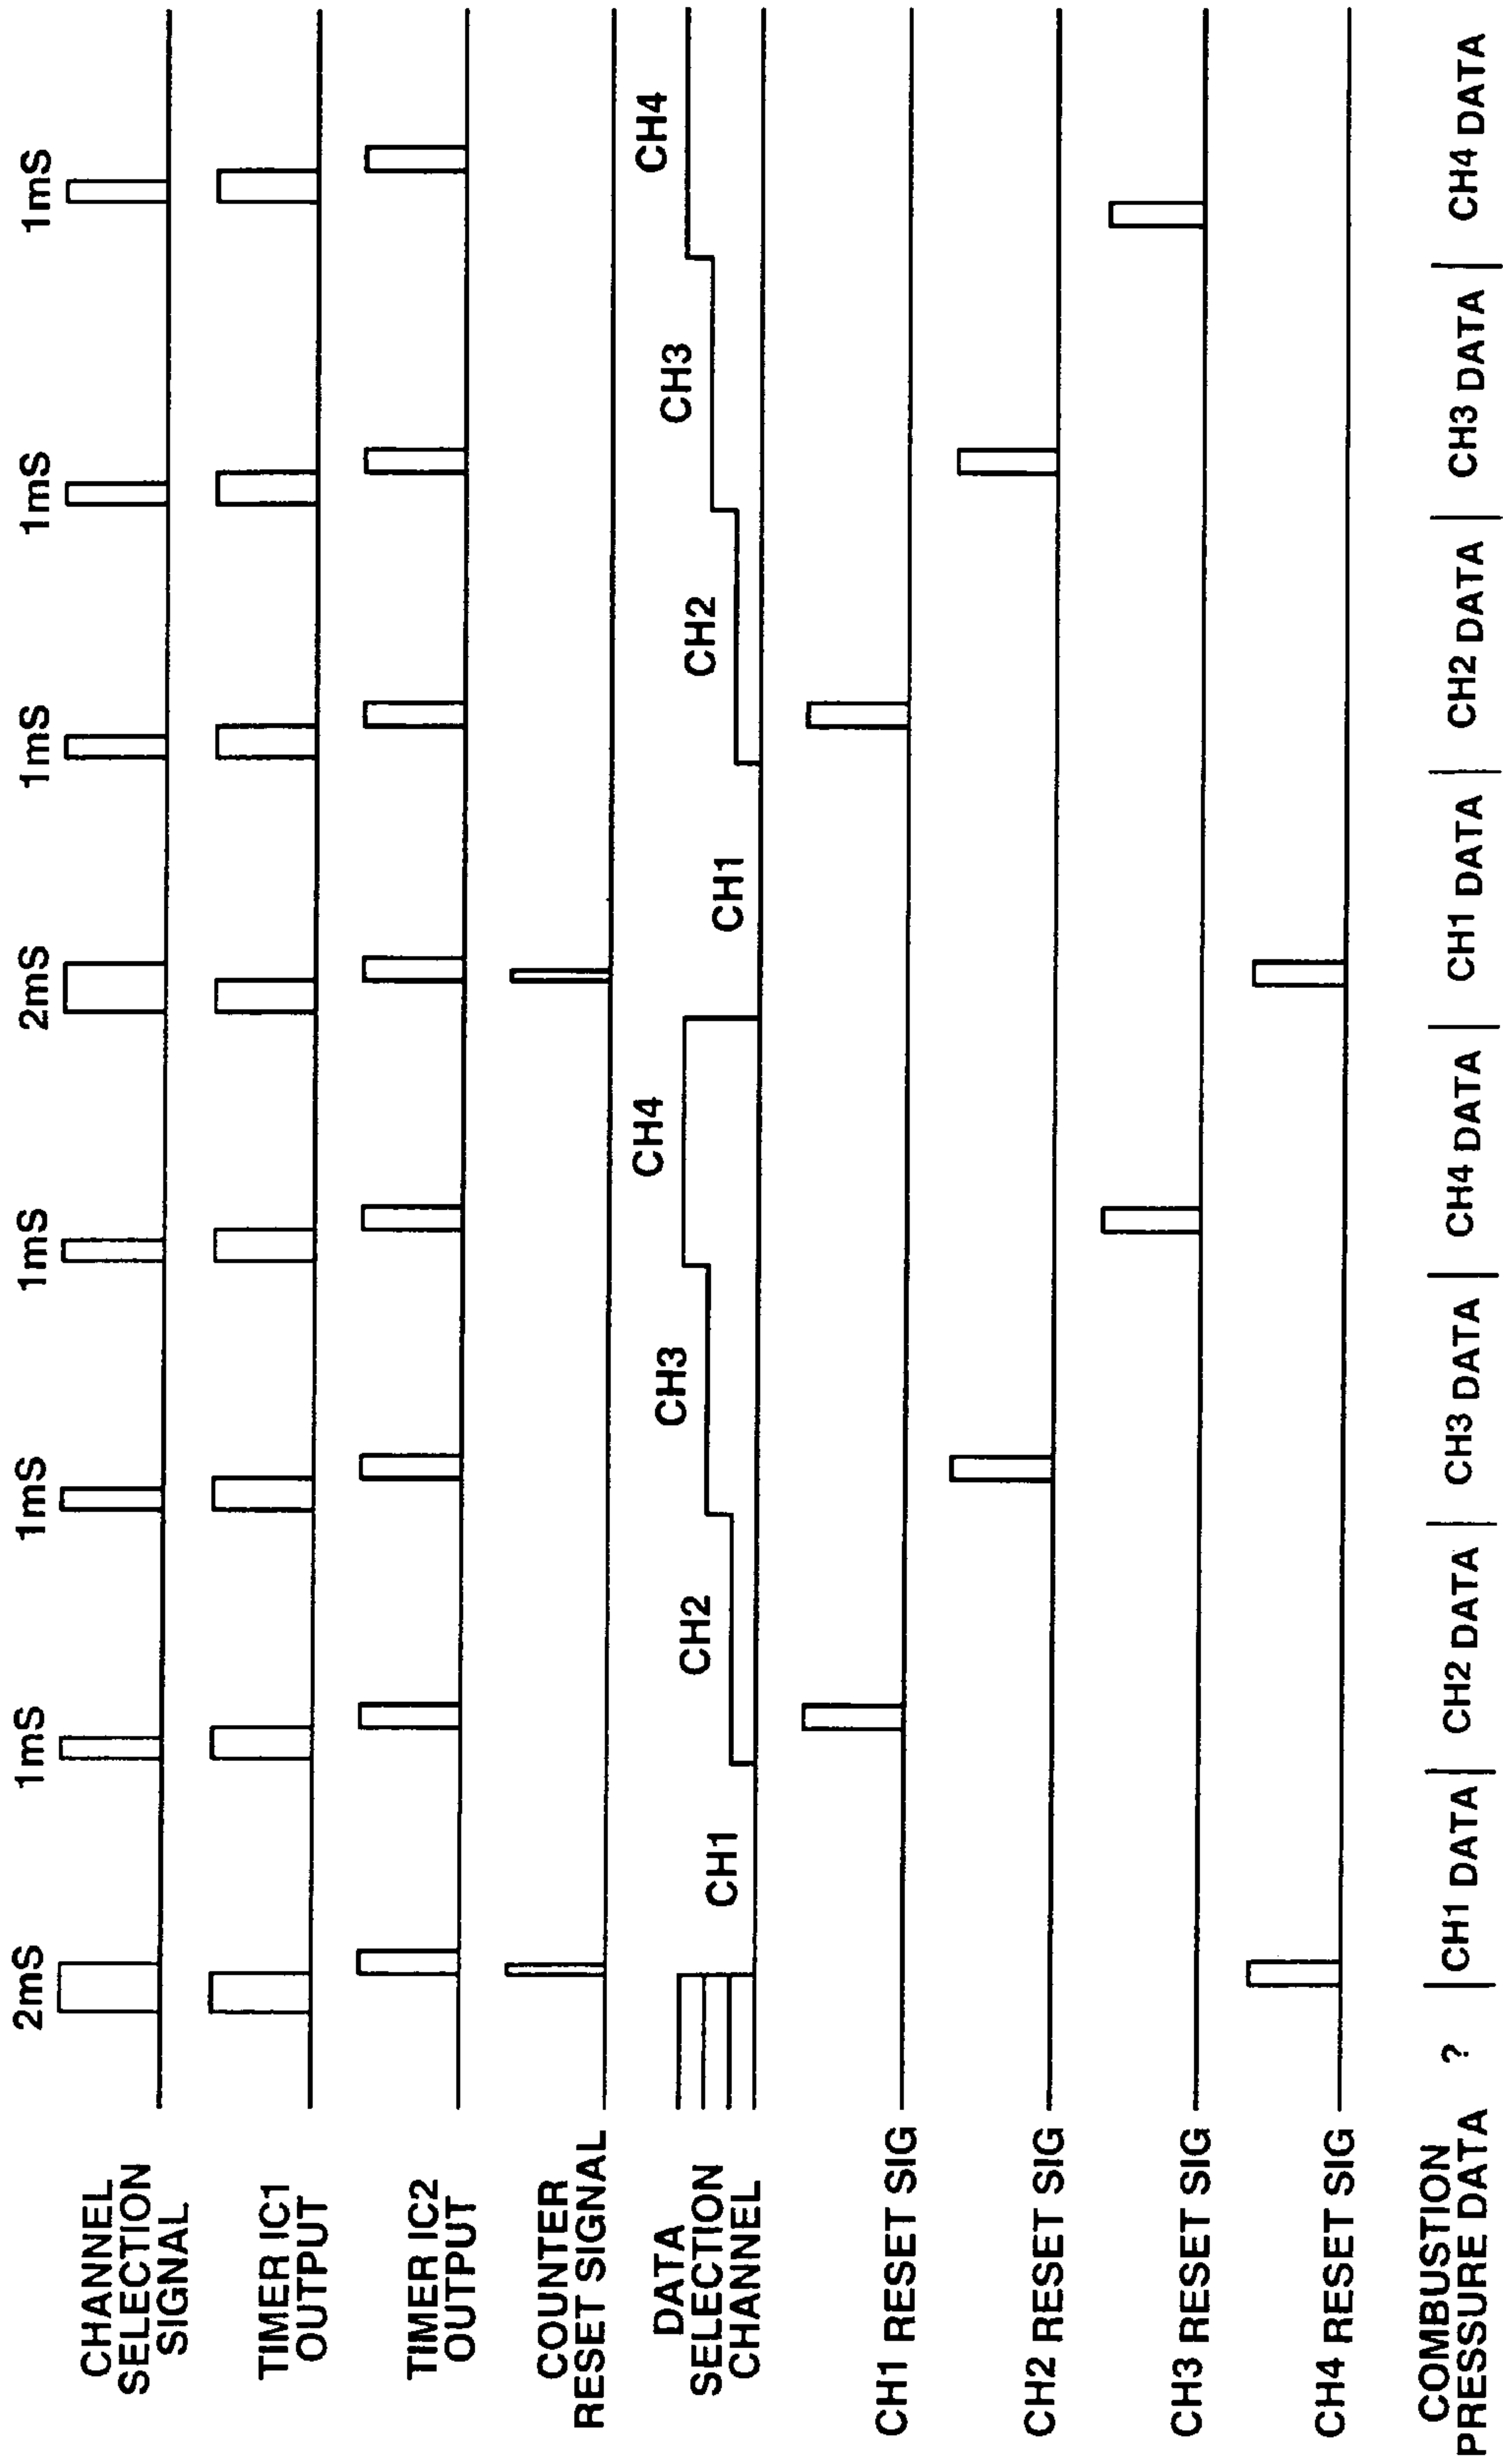 2mS 1mS 1mS 1mS 2mS 1mS 1mS 1mS
CHANNEL
SELECTION
SIGNAL
TIMER IC1
OUTPUT
TIMER IC2
OUTPUT
COUNTER
RESET SIGNAL
DATA
SELECTION
CHANNEL
CH1 CH2 CH3 CH4 CH1 CH2 CH3 CH4
CH1 RESET SIG
CH2 RESET SIG
CH3 RESET SIG
CH4 RESET SIG
COMBUSTION
PRESSURE DATA
? | CH1 DATA | CH2 DATA | CH3 DATA | CH4 DATA | CH1 DATA | CH2 DATA | CH3 DATA | CH4 DATA